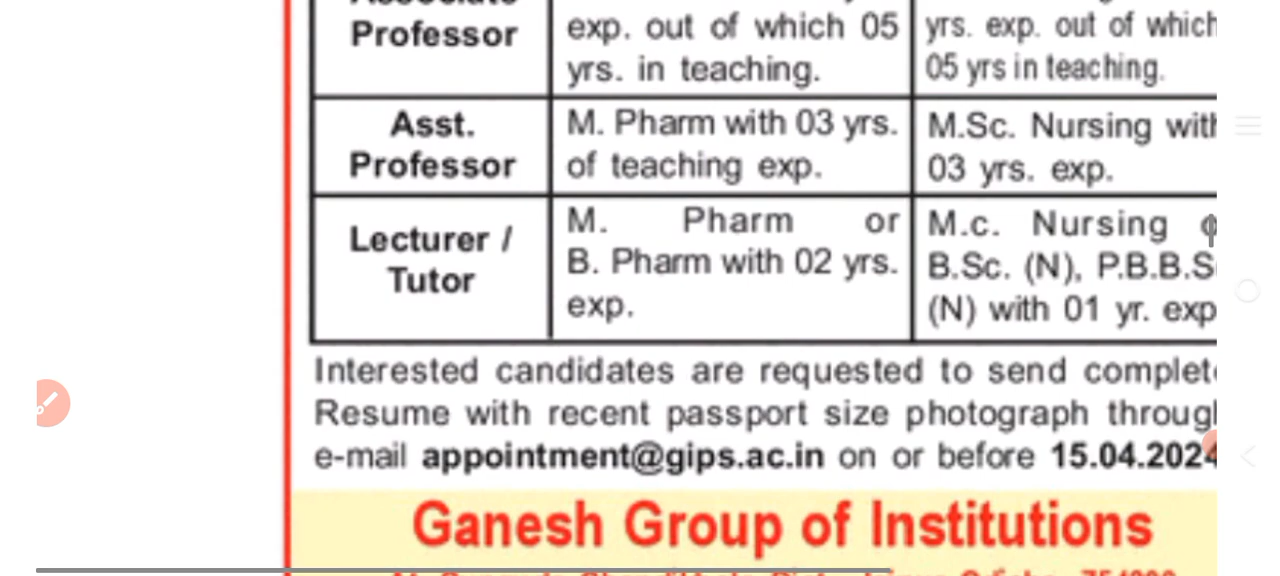 Professor
exp. out of which 05
yrs. in teaching.
yrs. exp. out of which
05 yrs in teaching.
Asst.
Professor
M. Pharm with 03 yrs.
of teaching exp.
M.Sc. Nursing with
03 yrs. exp.
Lecturer /
Tutor
M. Pharm or
B. Pharm with 02 yrs.
exp.
M.c. Nursing
B.Sc. (N), P.B.B.S
(N) with 01 yr. exp
Interested candidates are requested to send complet
Resume with recent passport size photograph through
e-mail appointment@gips.ac.in on or before 15.04.2024
Ganesh Group of Institutions